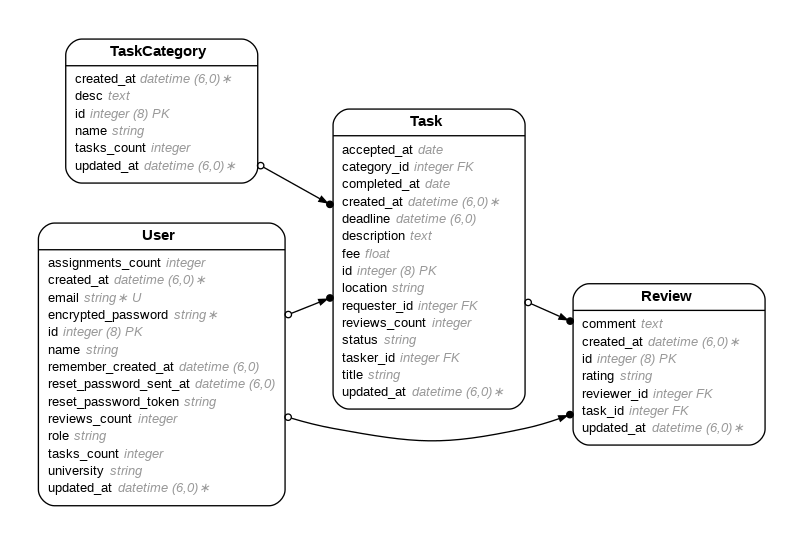 TaskCategory
created_at datetime (6,0)∗
desc text
id integer (8) PK
name string
tasks_count integer
updated_at datetime (6,0)∗
User
assignments_count integer
created_at datetime (6,0)∗
email string∗ U
encrypted_password string∗
id integer (8) PK
name string
remember_created_at datetime (6,0)
reset_password_sent_at datetime (6,0)
reset_password_token string
reviews_count integer
role string
tasks_count integer
university string
updated_at datetime (6,0)∗
Task
accepted_at date
category_id integer FK
completed_at date
created_at datetime (6,0)∗
deadline datetime (6,0)
description text
fee float
id integer (8) PK
location string
requester_id integer FK
reviews_count integer
status string
tasker_id integer FK
title string
updated_at datetime (6,0)∗
Review
comment text
created_at datetime (6,0)∗
id integer (8) PK
rating string
reviewer_id integer FK
task_id integer FK
updated_at datetime (6,0)∗